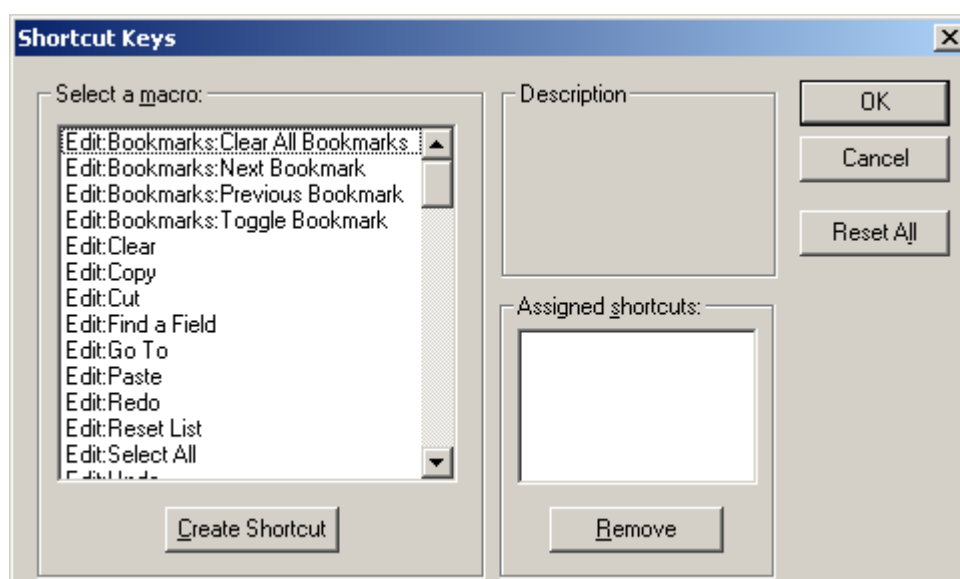 Shortcut Keys
Select a macro:
Edit:Bookmarks:Clear All Bookmarks
Edit:Bookmarks:Next Bookmark
Edit:Bookmarks:Previous Bookmark
Edit:Bookmarks:Toggle Bookmark
Edit:Clear
Edit:Copy
Edit:Cut
Edit:Find a Field
Edit:Go To
Edit:Paste
Edit:Redo
Edit:Reset List
Edit:Select All
Edit:Undo
Create Shortcut
Description
Assigned shortcuts:
Remove
OK
Cancel
Reset All